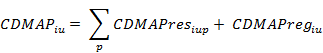 CDMAP_iu = ∑_p CDMAPres_iup + CDMAPreg_iu